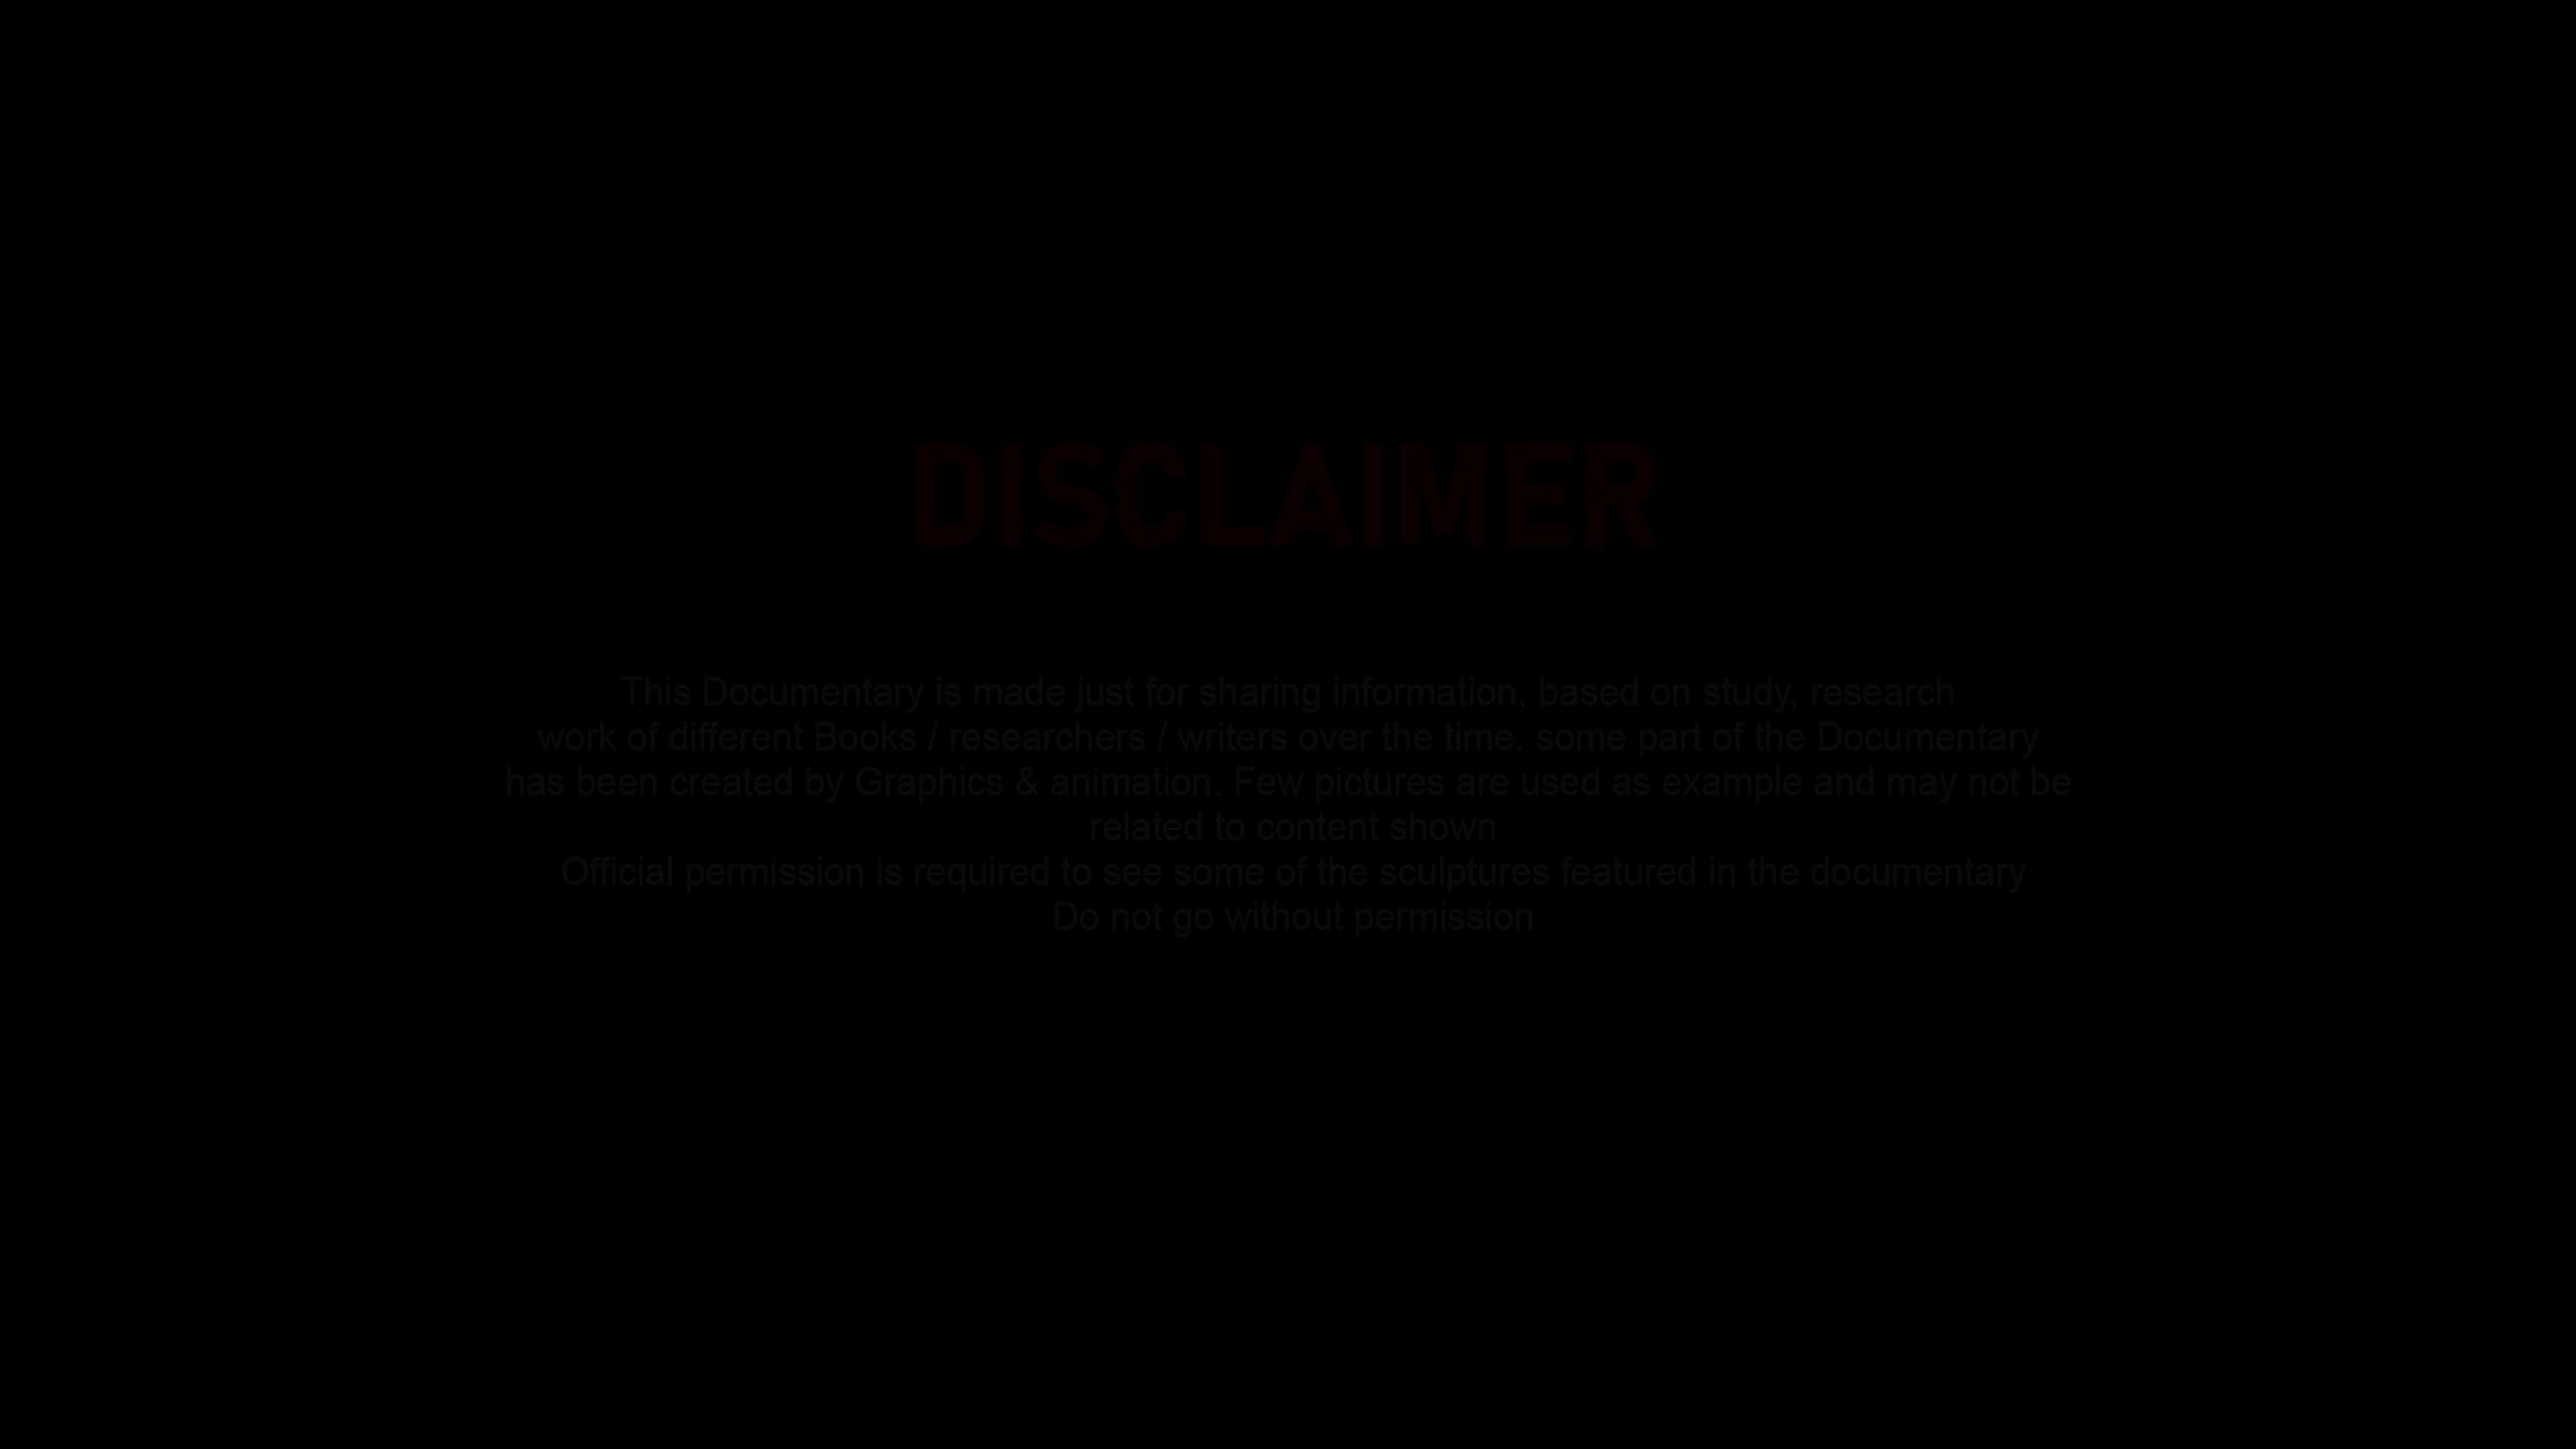 DISCLAIMER
This Documentary is made just for sharing information, based on study, research
work of different Books / researchers / writers over the time. some part of the Documentary
has been created by Graphics & animation. Few pictures are used as example and may not be
related to content shown
Official permission is required to see some of the sculptures featured in the documentary
Do not go without permission